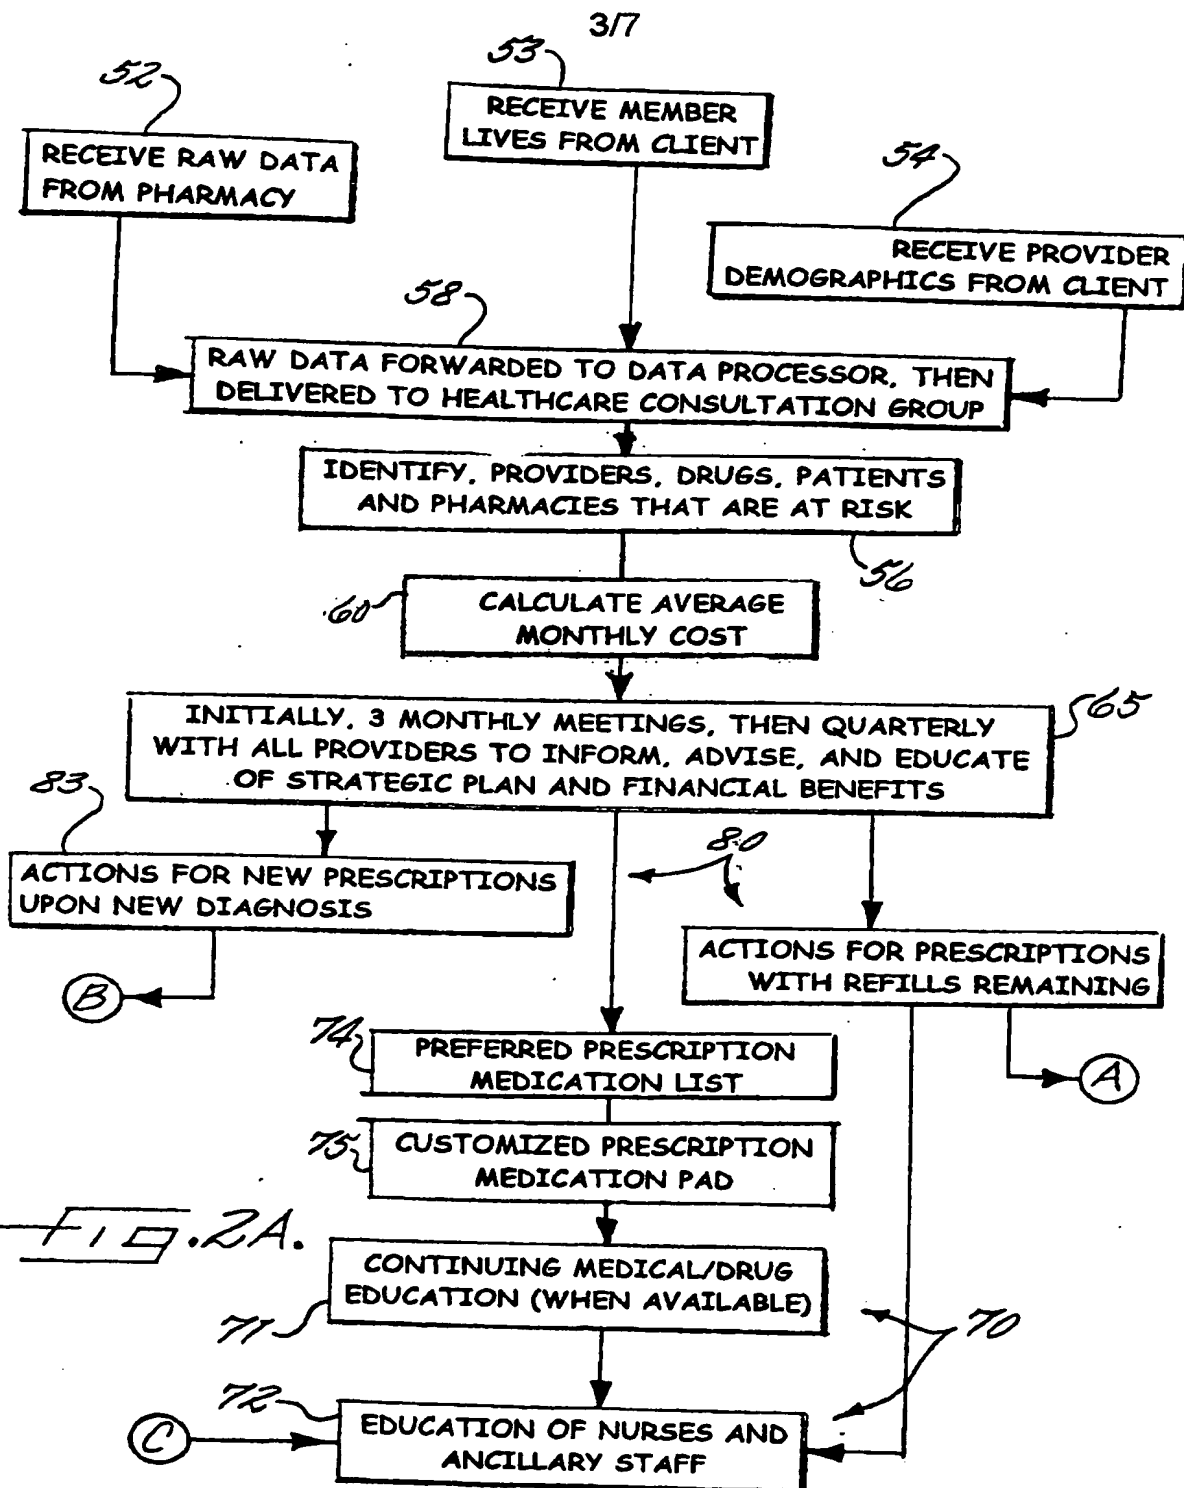 3/7
53
52
RECEIVE MEMBER
LIVES FROM CLIENT
RECEIVE RAW DATA
FROM PHARMACY
54
RECEIVE PROVIDER
DEMOGRAPHICS FROM CLIENT
58
RAW DATA FORWARDED TO DATA PROCESSOR, THEN
DELIVERED TO HEALTHCARE CONSULTATION GROUP
IDENTIFY, PROVIDERS, DRUGS, PATIENTS
AND PHARMACIES THAT ARE AT RISK
56
60
CALCULATE AVERAGE
MONTHLY COST
65
INITIALLY, 3 MONTHLY MEETINGS, THEN QUARTERLY
WITH ALL PROVIDERS TO INFORM, ADVISE, AND EDUCATE
OF STRATEGIC PLAN AND FINANCIAL BENEFITS
83
80
ACTIONS FOR NEW PRESCRIPTIONS
UPON NEW DIAGNOSIS
ACTIONS FOR PRESCRIPTIONS
WITH REFILLS REMAINING
B
74
PREFERRED PRESCRIPTION
MEDICATION LIST
A
75
CUSTOMIZED PRESCRIPTION
MEDICATION PAD
FIG. 2A.
CONTINUING MEDICAL/DRUG
EDUCATION (WHEN AVAILABLE)
71
70
72
C
EDUCATION OF NURSES AND
ANCILLARY STAFF